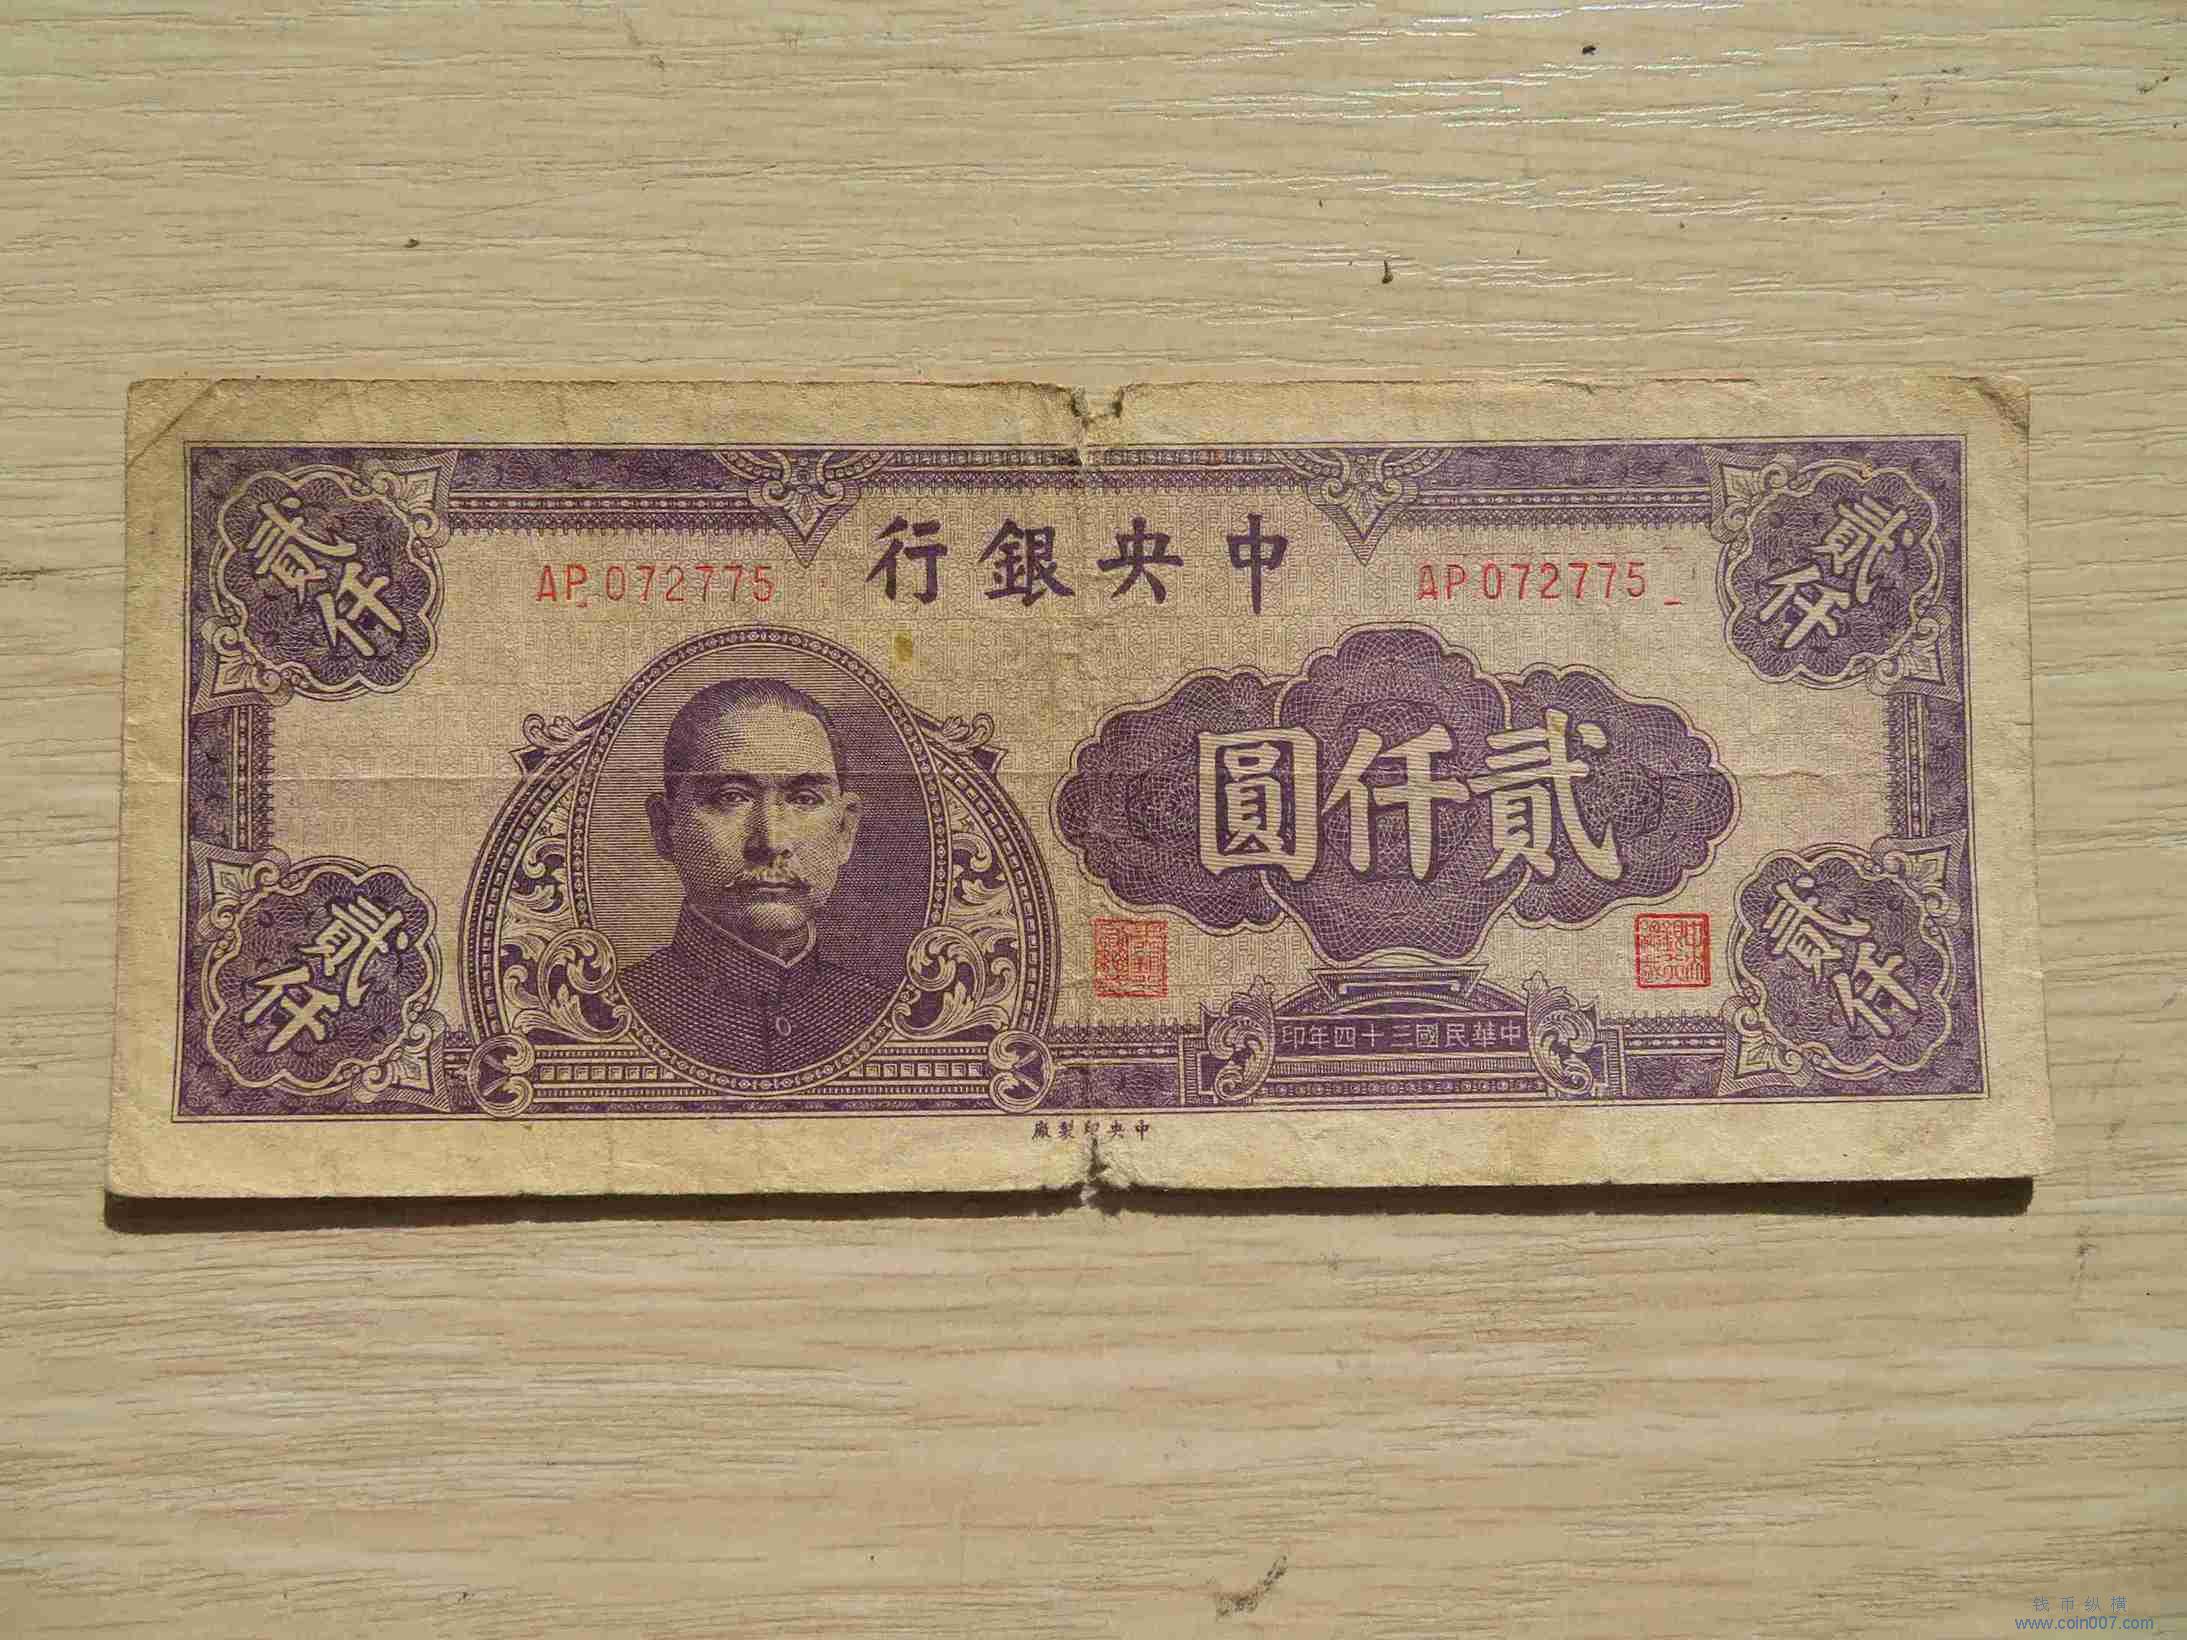 中央銀行
AP 072775
AP 072775
貳仟
貳仟
貳仟圓
貳仟
貳仟
中華民國三十四年印
中央印製廠
钱币纵横
www.coin007.com